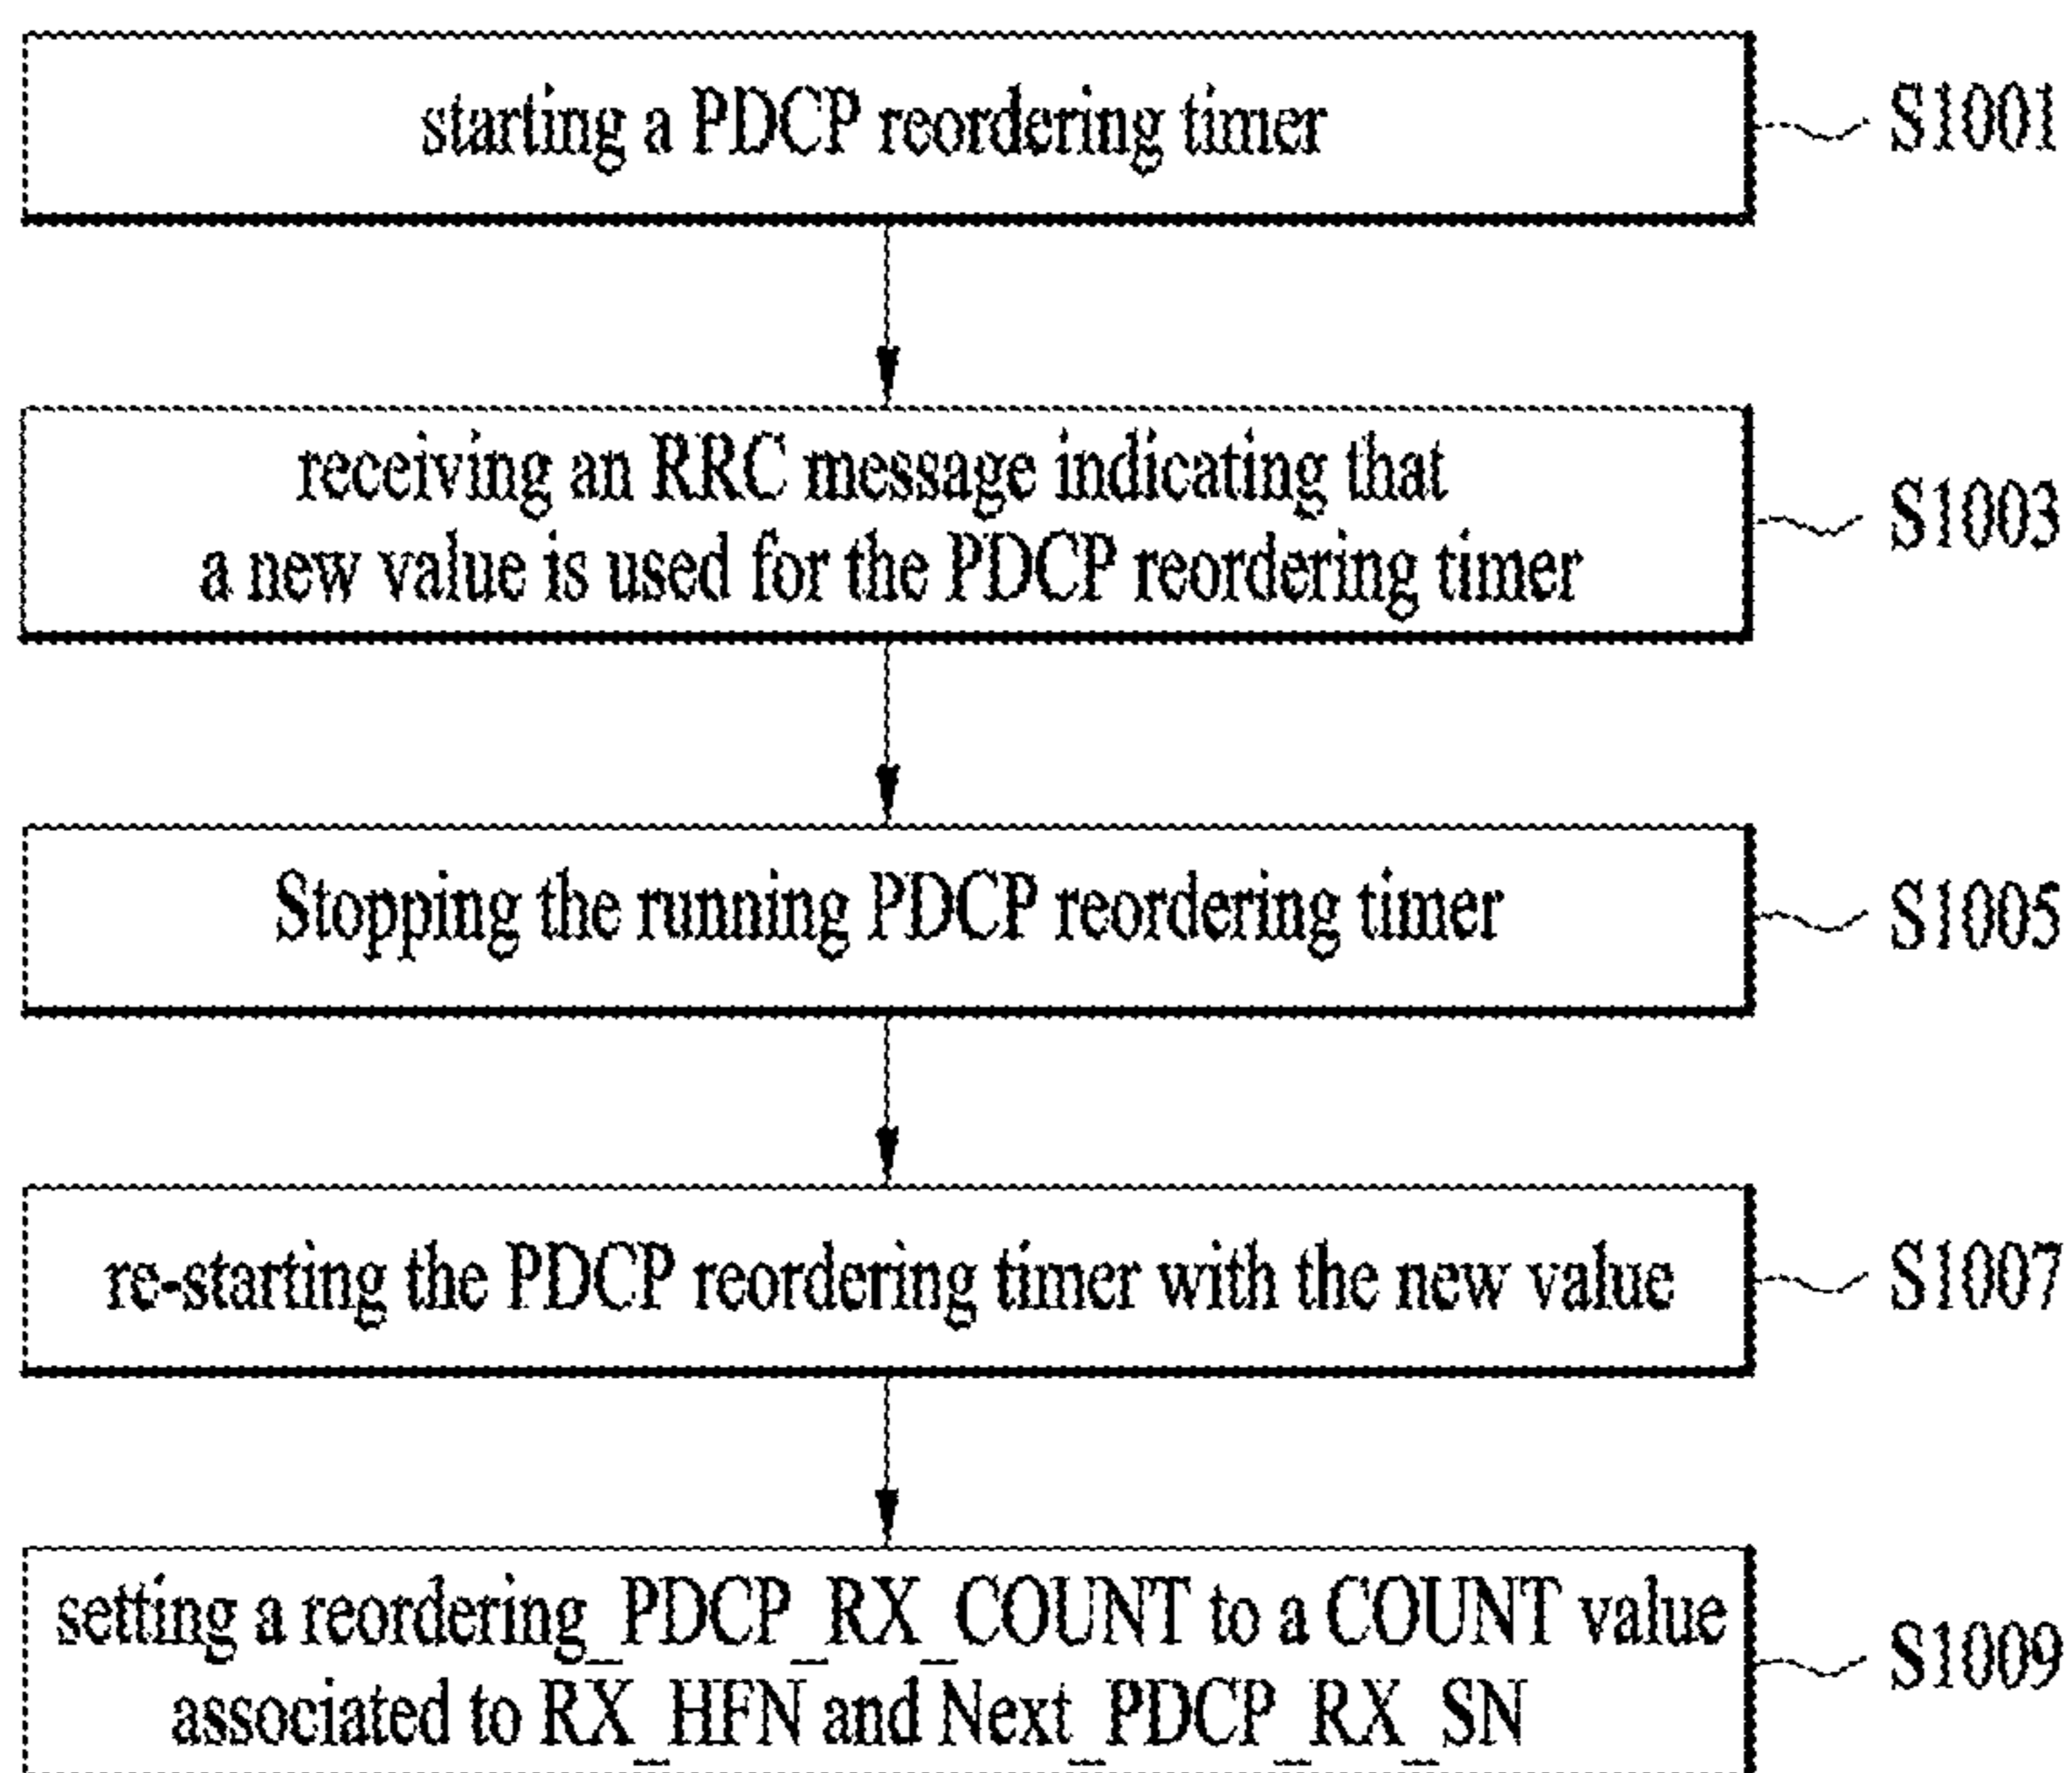 starting a PDCP reordering timer
S1001
receiving an RRC message indicating that
a new value is used for the PDCP reordering timer
S1003
Stopping the running PDCP reordering timer
S1005
re-starting the PDCP reordering timer with the new value
S1007
setting a reordering_PDCP_RX_COUNT to a COUNT value
associated to RX_HFN and Next_PDCP_RX_SN
S1009